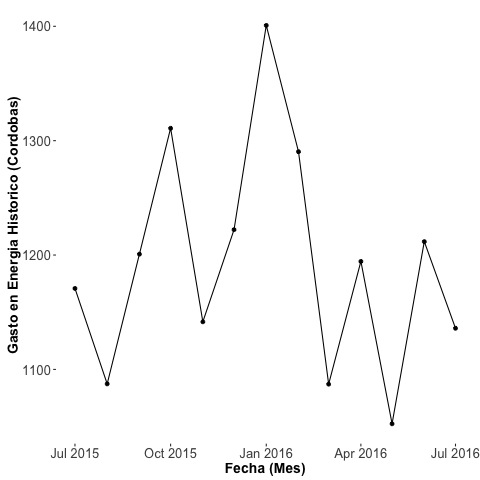 1400
1300
1200
1100
Gasto en Energia Historico (Cordobas)
Jul 2015 Oct 2015 Jan 2016 Apr 2016 Jul 2016
Fecha (Mes)